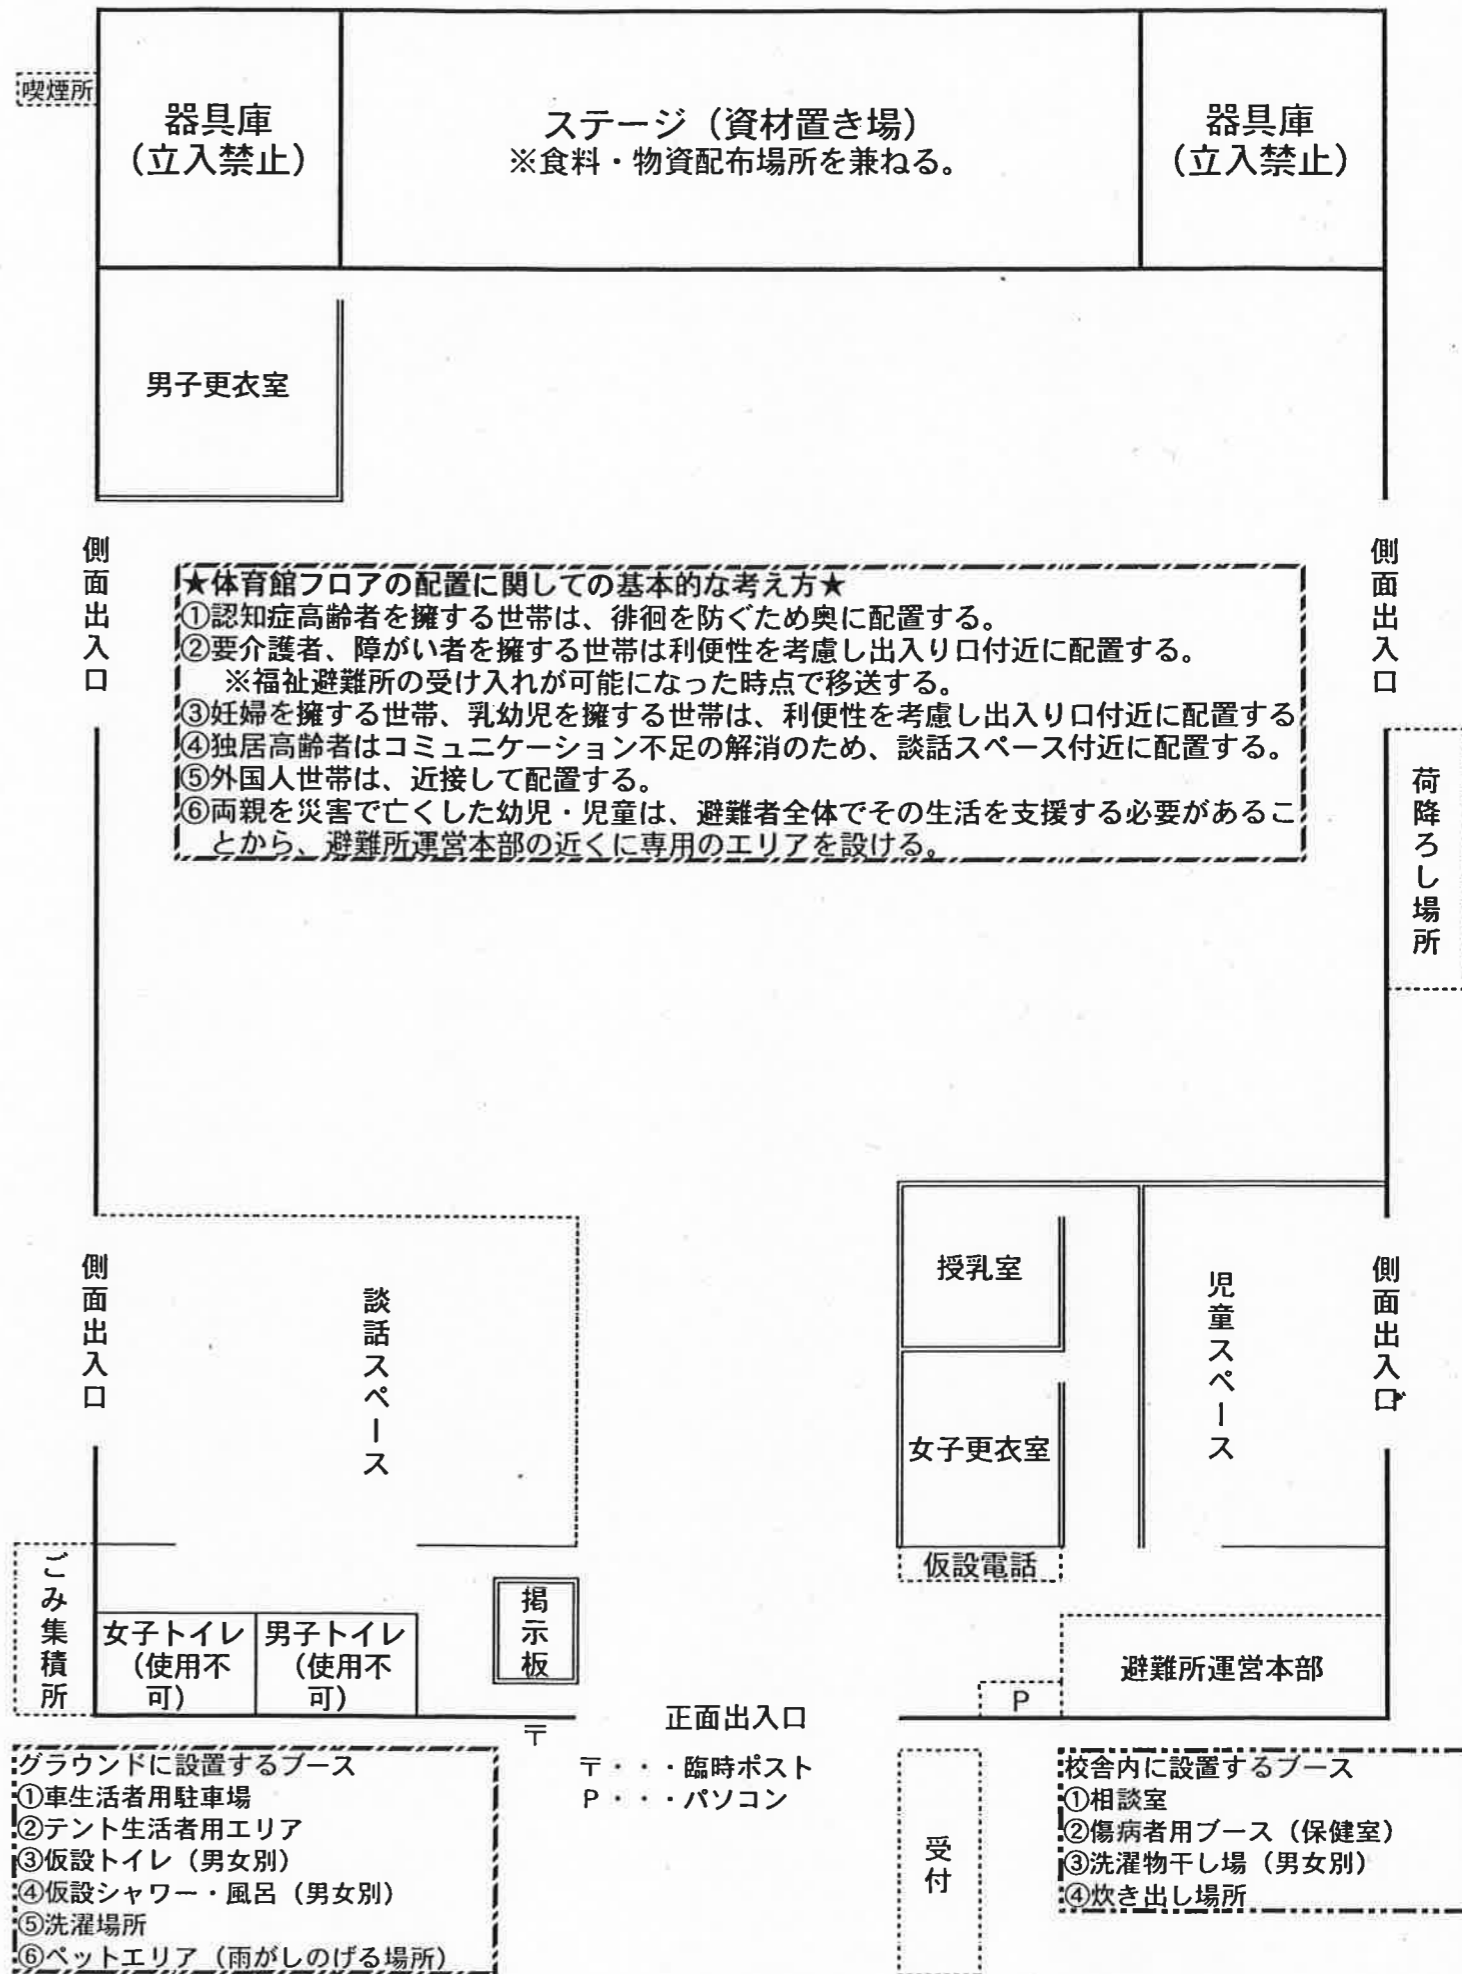 喫煙所
器具庫
(立入禁止)
ステージ（資材置き場）
※食料・物資配布場所を兼ねる。
器具庫
(立入禁止)
男子更衣室
側面出入口
側面出入口
★体育館フロアの配置に関しての基本的な考え方★
①認知症高齢者を擁する世帯は、徘徊を防ぐため奥に配置する。
②要介護者、障がい者を擁する世帯は利便性を考慮し出入り口付近に配置する。
※福祉避難所の受け入れが可能になった時点で移送する。
③妊婦を擁する世帯、乳幼児を擁する世帯は、利便性を考慮し出入り口付近に配置する
④独居高齢者はコミュニケーション不足の解消のため、談話スペース付近に配置する。
⑤外国人世帯は、近接して配置する。
⑥両親を災害で亡くした幼児・児童は、避難者全体でその生活を支援する必要があるこ
とから、避難所運営本部の近くに専用のエリアを設ける。
荷降ろし場所
側面出入口
談話スペース
授乳室
児童スペース
側面出入口
女子更衣室
仮設電話
ごみ集積所
女子トイレ
（使用不
可）
男子トイレ
（使用不
可）
掲示板
避難所運営本部
P
正面出入口
〒
〒・・・臨時ポスト
P・・・パソコン
グラウンドに設置するブース
①車生活者用駐車場
②テント生活者用エリア
③仮設トイレ（男女別）
④仮設シャワー・風呂（男女別）
⑤洗濯場所
⑥ペットエリア（雨がしのげる場所）
受付
校舎内に設置するブース
①相談室
②傷病者用ブース（保健室）
③洗濯物干し場（男女別）
④炊き出し場所